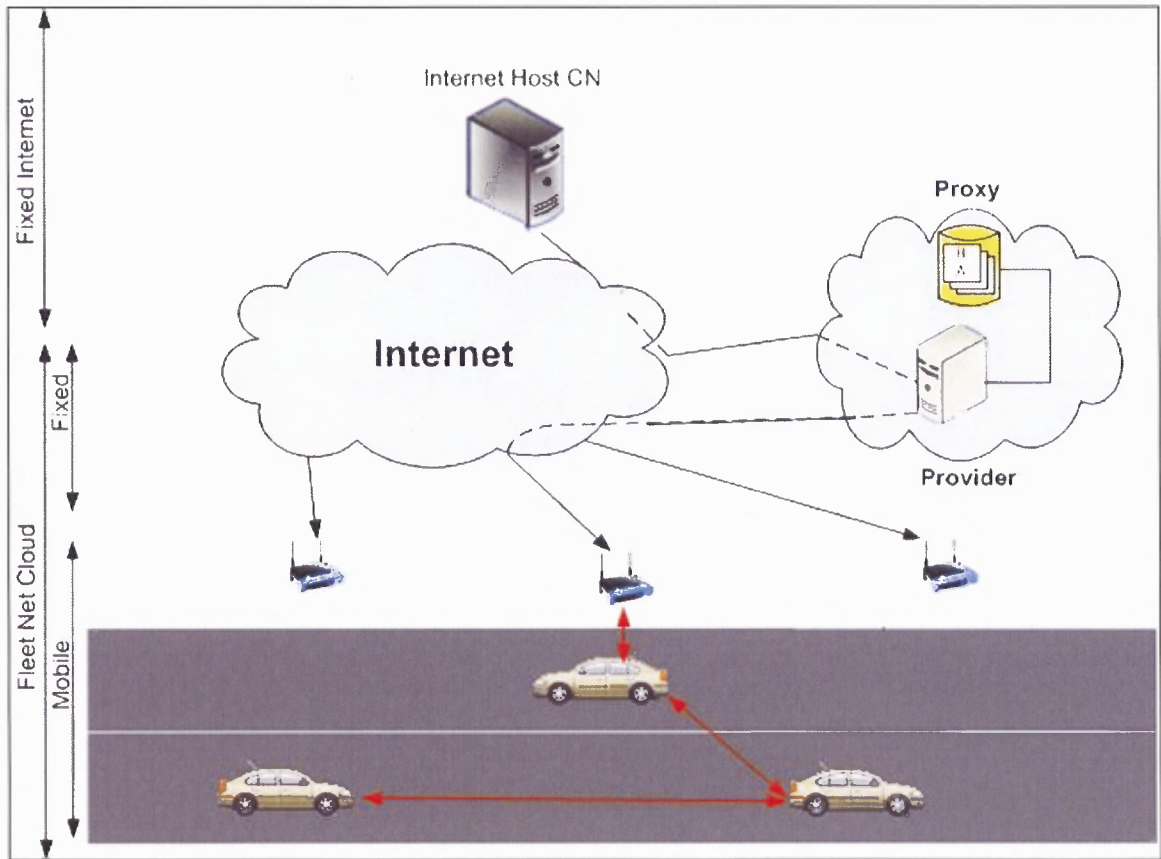 Internet Host CN
Fixed Internet
Proxy
H
A
Internet
Fixed
Provider
Fleet Net Cloud
Mobile